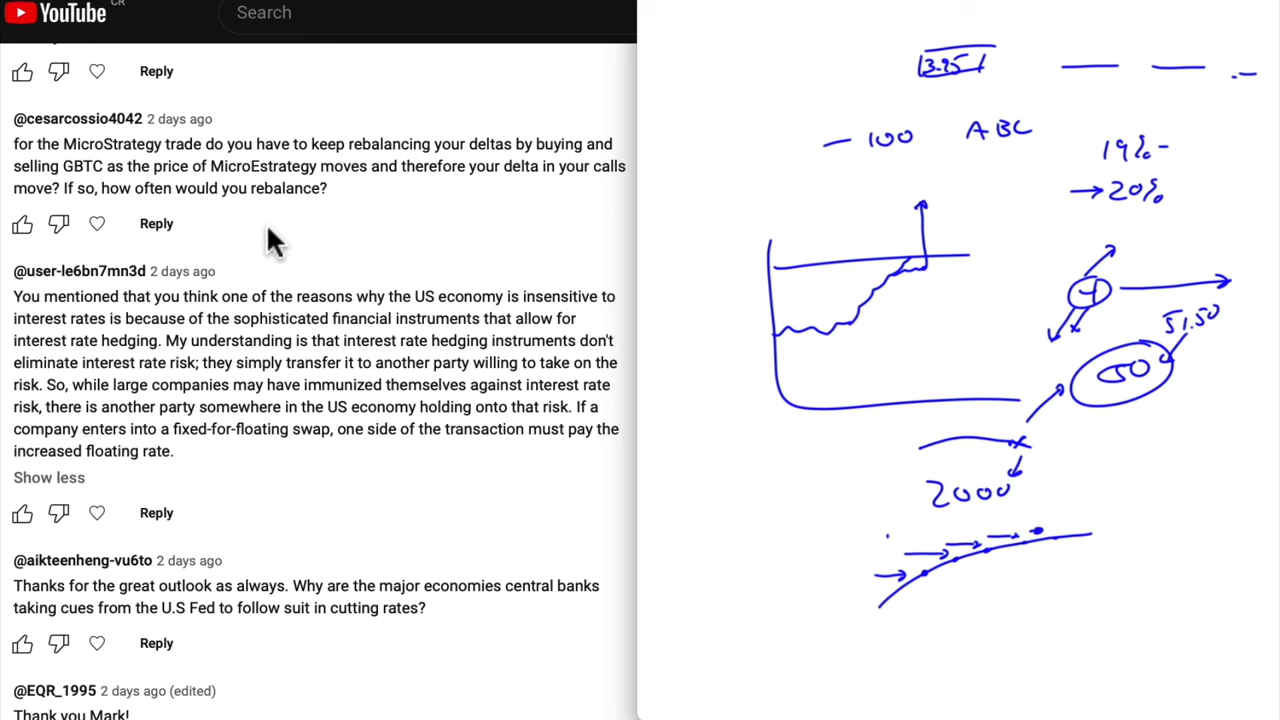 YouTube CR
Search
Reply
@cesarcossio4042 2 days ago
for the MicroStrategy trade do you have to keep rebalancing your deltas by buying and
selling GBTC as the price of MicroEstrategy moves and therefore your delta in your calls
move? If so, how often would you rebalance?
Reply
@user-le6bn7mn3d 2 days ago
You mentioned that you think one of the reasons why the US economy is insensitive to
interest rates is because of the sophisticated financial instruments that allow for
interest rate hedging. My understanding is that interest rate hedging instruments don't
eliminate interest rate risk; they simply transfer it to another party willing to take on the
risk. So, while large companies may have immunized themselves against interest rate
risk, there is another party somewhere in the US economy holding onto that risk. If a
company enters into a fixed-for-floating swap, one side of the transaction must pay the
increased floating rate.
Show less
Reply
@aikteenheng-vu6to 2 days ago
Thanks for the great outlook as always. Why are the major economies central banks
taking cues from the U.S Fed to follow suit in cutting rates?
Reply
@EQR_1995 2 days ago (edited)
Thank you Mark!
3.25
– 100 ABC
19%
20%
51.50
50
2000